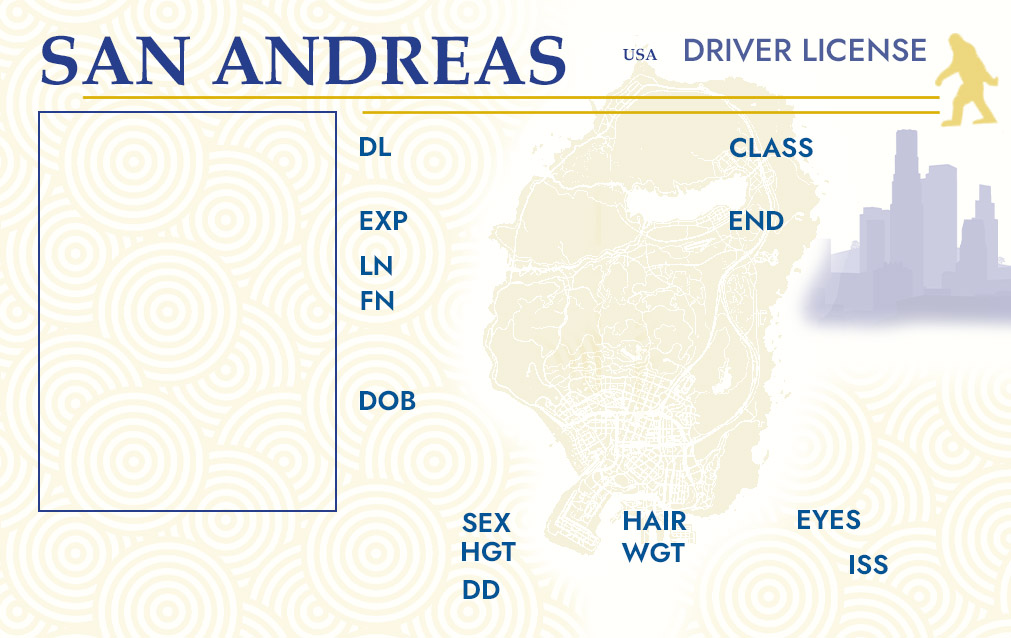 SAN ANDREAS USA DRIVER LICENSE
DL CLASS
EXP END
LN
FN
DOB
SEX HAIR EYES
HGT WGT
ISS
DD